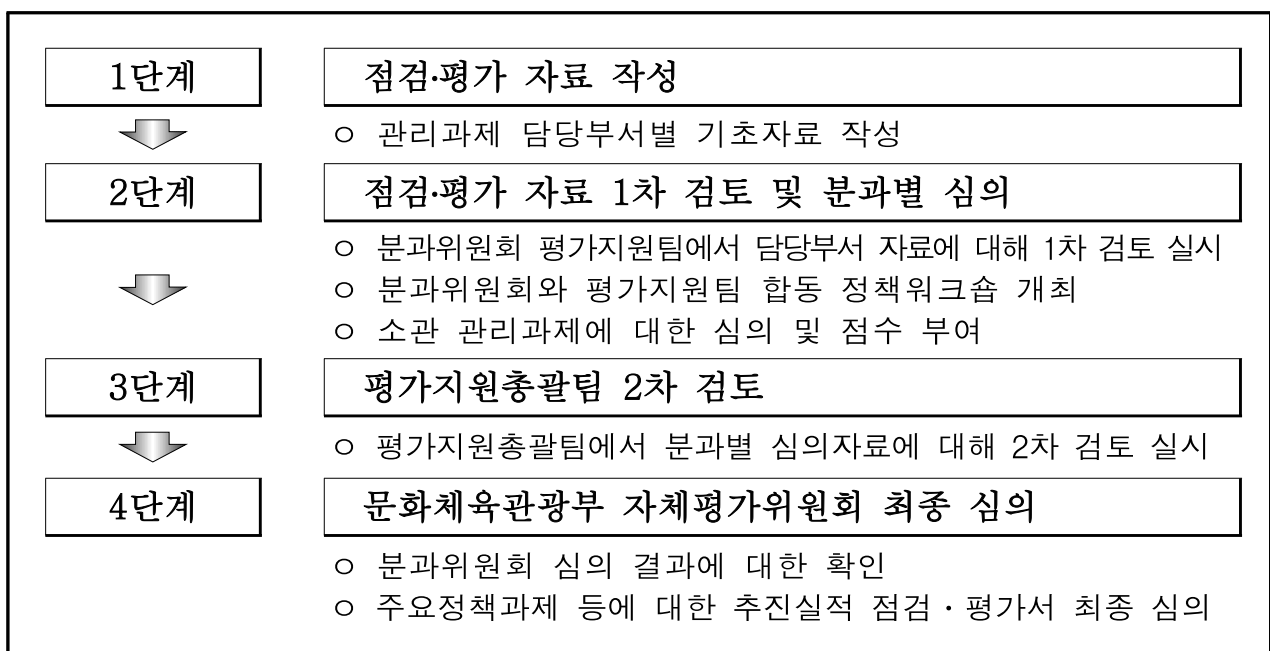 1단계
점검·평가 자료 작성
ㅇ 관리과제 담당부서별 기초자료 작성
2단계
점검·평가 자료 1차 검토 및 분과별 심의
ㅇ 분과위원회 평가지원팀에서 담당부서 자료에 대해 1차 검토 실시
ㅇ 분과위원회와 평가지원팀 합동 정책워크숍 개최
ㅇ 소관 관리과제에 대한 심의 및 점수 부여
3단계
평가지원총괄팀 2차 검토
ㅇ 평가지원총괄팀에서 분과별 심의자료에 대해 2차 검토 실시
4단계
문화체육관광부 자체평가위원회 최종 심의
ㅇ 분과위원회 심의 결과에 대한 확인
ㅇ 주요정책과제 등에 대한 추진실적 점검·평가서 최종 심의